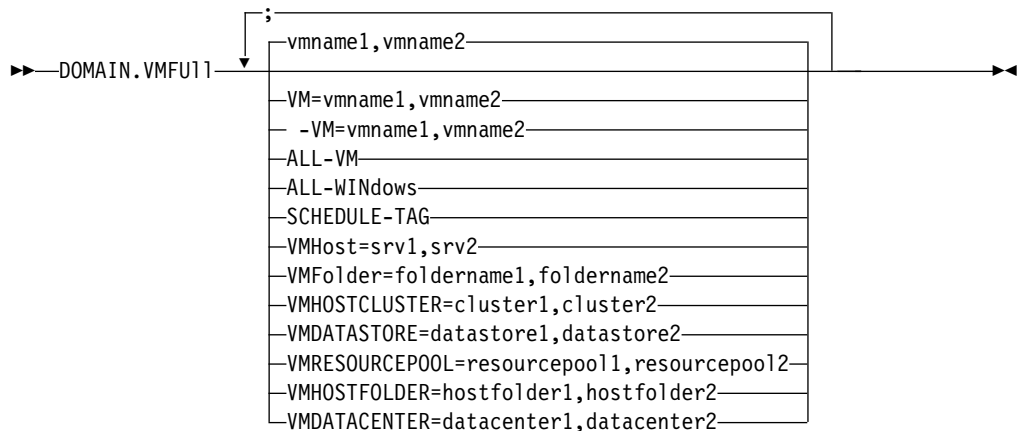 ;
vmname1,vmname2
DOMAIN.VMFUll
VM=vmname1,vmname2
-VM=vmname1,vmname2
ALL-VM
ALL-WINdows
SCHEDULE-TAG
VMHost=srv1,srv2
VMFolder=foldername1,foldername2
VMHOSTCLUSTER=cluster1,cluster2
VMDATASTORE=datastore1,datastore2
VMRESOURCEPOOL=resourcepool1,resourcepool2
VMHOSTFOLDER=hostfolder1,hostfolder2
VMDATACENTER=datacenter1,datacenter2